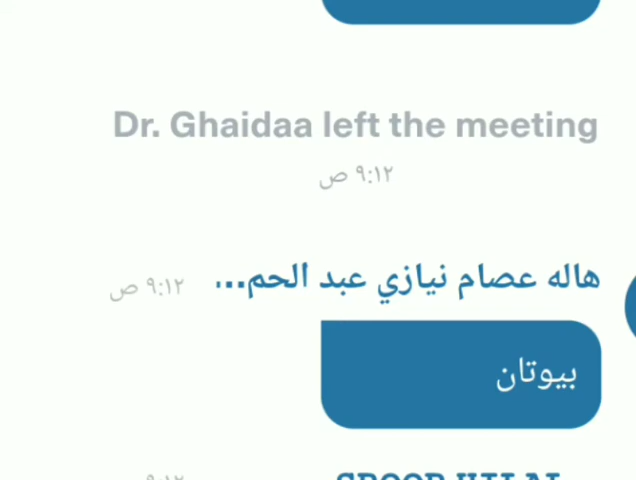 Dr. Ghaidaa left the meeting
٩:١٢ ص
هاله عصام نيازي عبد الحم...
٩:١٢ ص
بيوتان